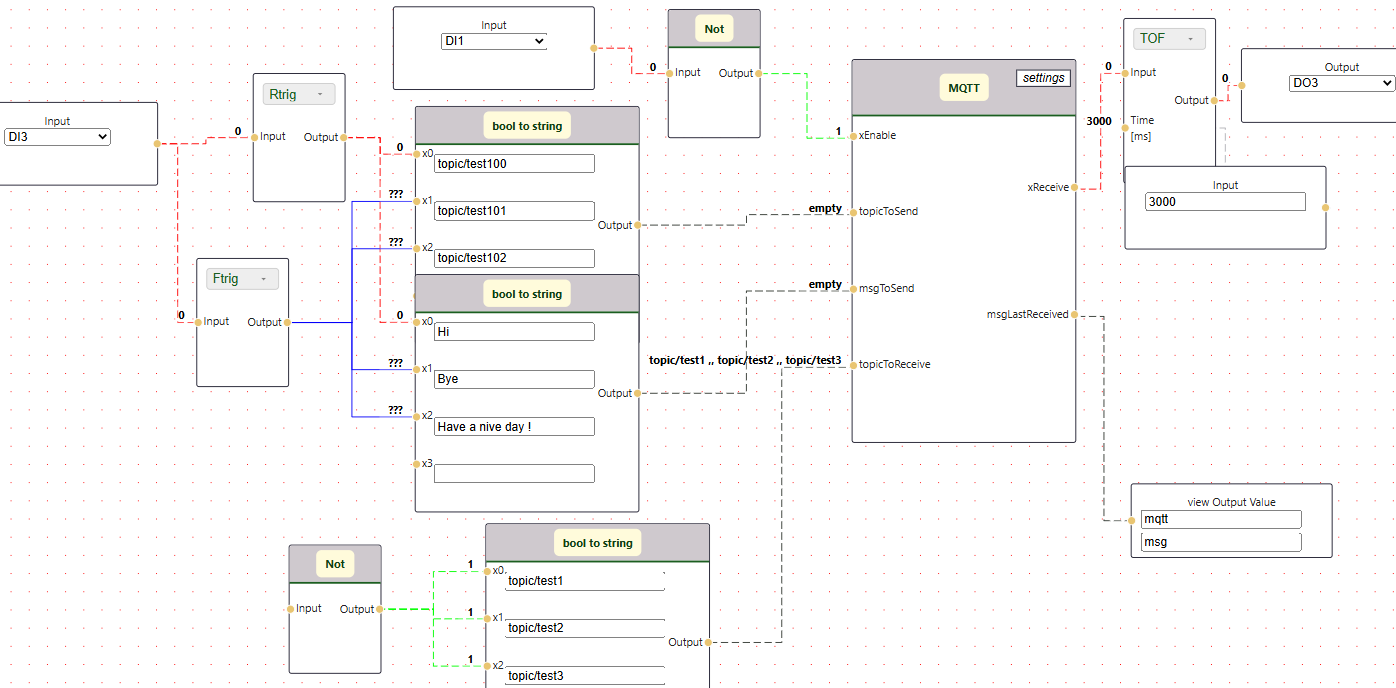 Input
DI1
Not
Input
Output
0
MQTT
settings
1
xEnable
topicToSend
msgToSend
topicToReceive
xReceive
msgLastReceived
empty
empty
topic/test1 ,, topic/test2 ,, topic/test3
TOF
0
Input
Output
3000
Time
[ms]
0
Output
DO3
Input
3000
Input
DI3
0
Rtrig
Input
Output
0
Ftrig
Input
Output
bool to string
0
x0
topic/test100
???
x1
topic/test101
???
x2
topic/test102
Output
bool to string
0
x0
Hi
???
x1
Bye
???
x2
Have a nive day !
x3
Output
view Output Value
mqtt
msg
Not
Input
Output
bool to string
1
x0
topic/test1
1
x1
topic/test2
1
x2
topic/test3
Output